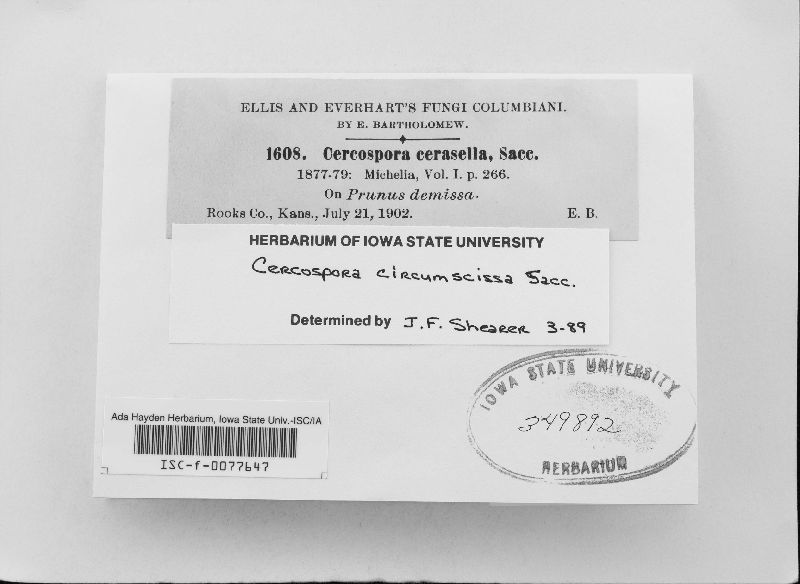 ELLIS AND EVERHART'S FUNGI COLUMBIANI.
BY E. BARTHOLOMEW.
1608. Cercospora cerasella, Sacc.
1877-79: Michelia, Vol. I. p. 266.
On Prunus demissa.
Rooks Co., Kans., July 21, 1902. E. B.
HERBARIUM OF IOWA STATE UNIVERSITY
Cercospora circumscissa Sacc.
Determined by J.F. Shearer 3-89
IOWA STATE UNIVERSITY
349892
HERBARIUM
Ada Hayden Herbarium, Iowa State Univ.-ISC/IA
ISC-f-0077647